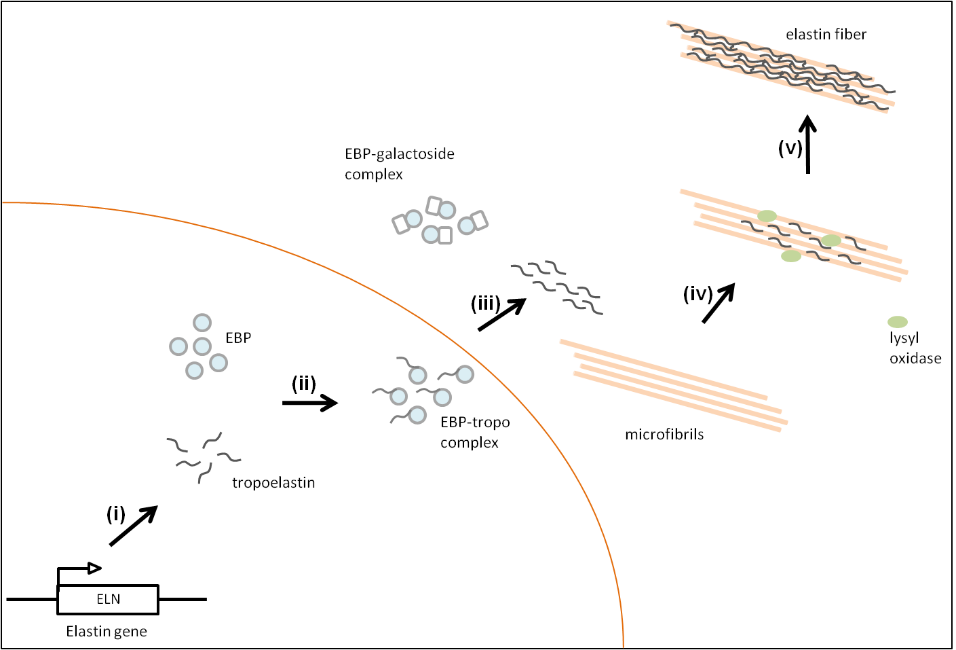 elastin fiber
(v)
EBP-galactoside
complex
(iii)
(iv)
lysyl
oxidase
EBP
(ii)
EBP-tropo
complex
microfibrils
tropoelastin
(i)
ELN
Elastin gene